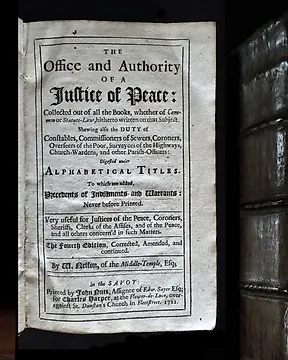 THE
Office and Authority
OF A
Justice of Peace:
Collected out of all the Books, whether of Com-
mon or Statute-Law, hitherto written on that Subject.
Shewing also the DUTY of
Constables, Commissioners of Sewers, Coroners,
Overseers of the Poor, Surveyors of the Highways,
Church-Wardens, and other Parish-Officers:
Digested under
ALPHABETICAL TITLES.
To which are added,
Precedents of Indictments and Warrants:
Never before Printed.
Very useful for Justices of the Peace, Coroners,
Sheriffs, Clerks of the Assises, and of the Peace,
and all others concern'd in such Matters.
The Fourth Edition, Corrected, Amended, and
continued.
By W. Nelson, of the Middle-Temple, Esq;
In the SAVOY:
Printed by John Nutt, Assignee of Edw. Sayer Esq;
for Charles Harper, at the Flower-de-Luce, over-
against St. Dunstan's Church in Fleetstreet. 1711.